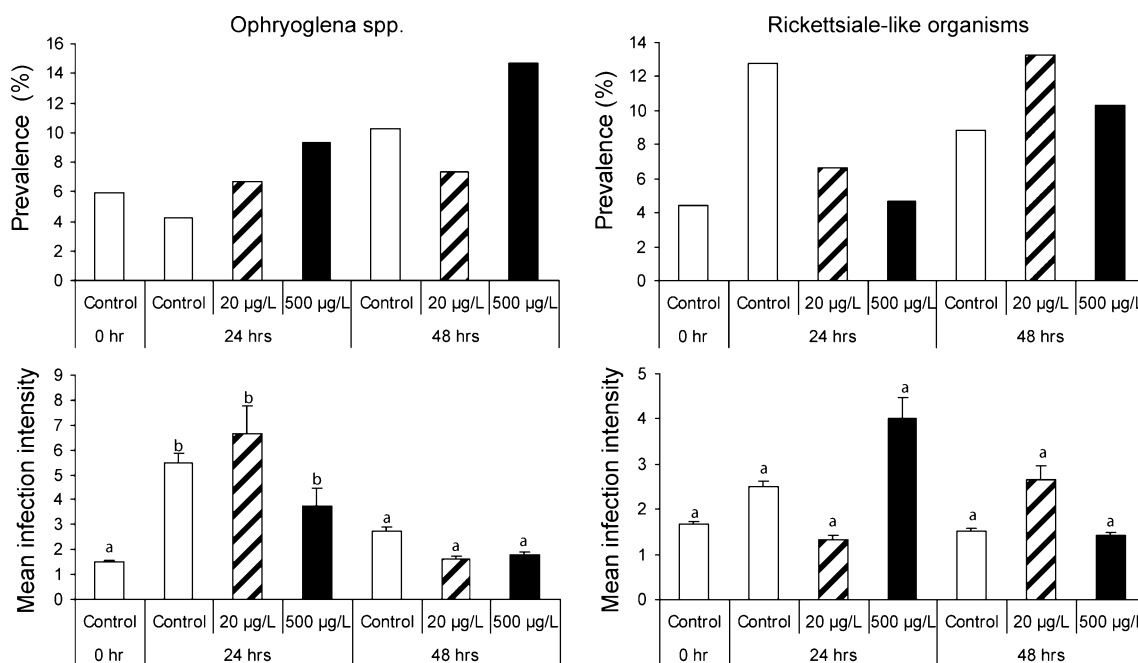 Ophryoglena spp.
Prevalence (%)
16
14
12
10
8
6
4
2
0
Control Control 20 µg/L 500 µg/L Control 20 µg/L 500 µg/L
0 hr 24 hrs 48 hrs
Rickettsiale-like organisms
Prevalence (%)
14
12
10
8
6
4
2
0
Control Control 20 µg/L 500 µg/L Control 20 µg/L 500 µg/L
0 hr 24 hrs 48 hrs
Mean infection intensity
9
8
7
6
5
4
3
2
1
0
a b b b a a a
Control Control 20 µg/L 500 µg/L Control 20 µg/L 500 µg/L
0 hr 24 hrs 48 hrs
Mean infection intensity
5
4
3
2
1
0
a a a a a a a
Control Control 20 µg/L 500 µg/L Control 20 µg/L 500 µg/L
0 hr 24 hrs 48 hrs